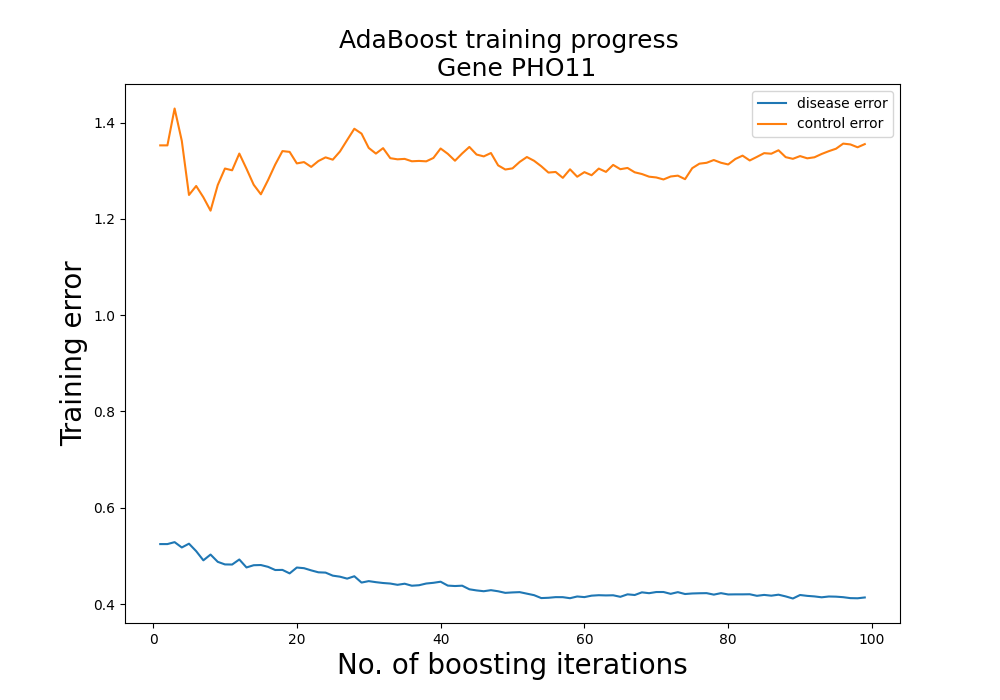 AdaBoost training progress
Gene PHO11
disease error
control error
Training error
1.4
1.2
1.0
0.8
0.6
0.4
0 20 40 60 80 100
No. of boosting iterations